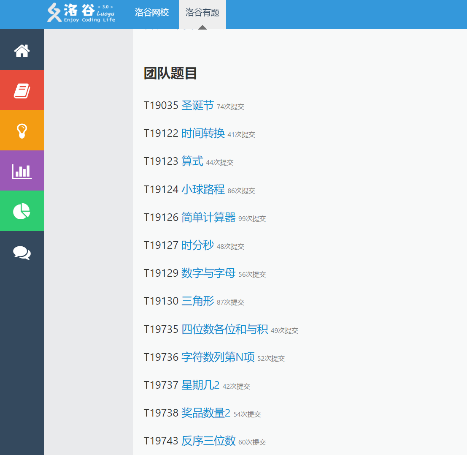 洛谷 5.0 Luogu
Enjoy Coding Life
洛谷网校 洛谷有题
团队题目
T19035 圣诞节 74次提交
T19122 时间转换 41次提交
T19123 算式 44次提交
T19124 小球路程 86次提交
T19126 简单计算器 99次提交
T19127 时分秒 48次提交
T19129 数字与字母 56次提交
T19130 三角形 87次提交
T19735 四位数各位和与积 49次提交
T19736 字符数列第N项 52次提交
T19737 星期几2 42次提交
T19738 奖品数量2 54次提交
T19743 反序三位数 60次提交